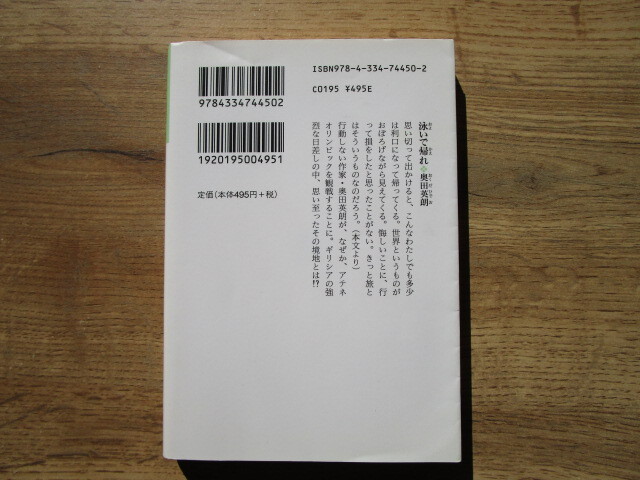 ISBN978-4-334-74450-2
C0195 ¥495E
9784334744502
1920195004951
定価(本体495円+税)
泳いで帰れ 奥田英朗
思い切って出かけると、こんなわたしでも多少
は利口になって帰ってくる。世界というものが
おぼろげながら見えてくる。悔しいことに、行
って損をしたと思ったことがない。きっと旅と
はそういうものなのだろう。(本文より)
行動しない作家・奥田英朗が、なぜか、アテネ
オリンピックを観戦することに。ギリシアの強
烈な日差しの中、思い至ったその境地とは!?